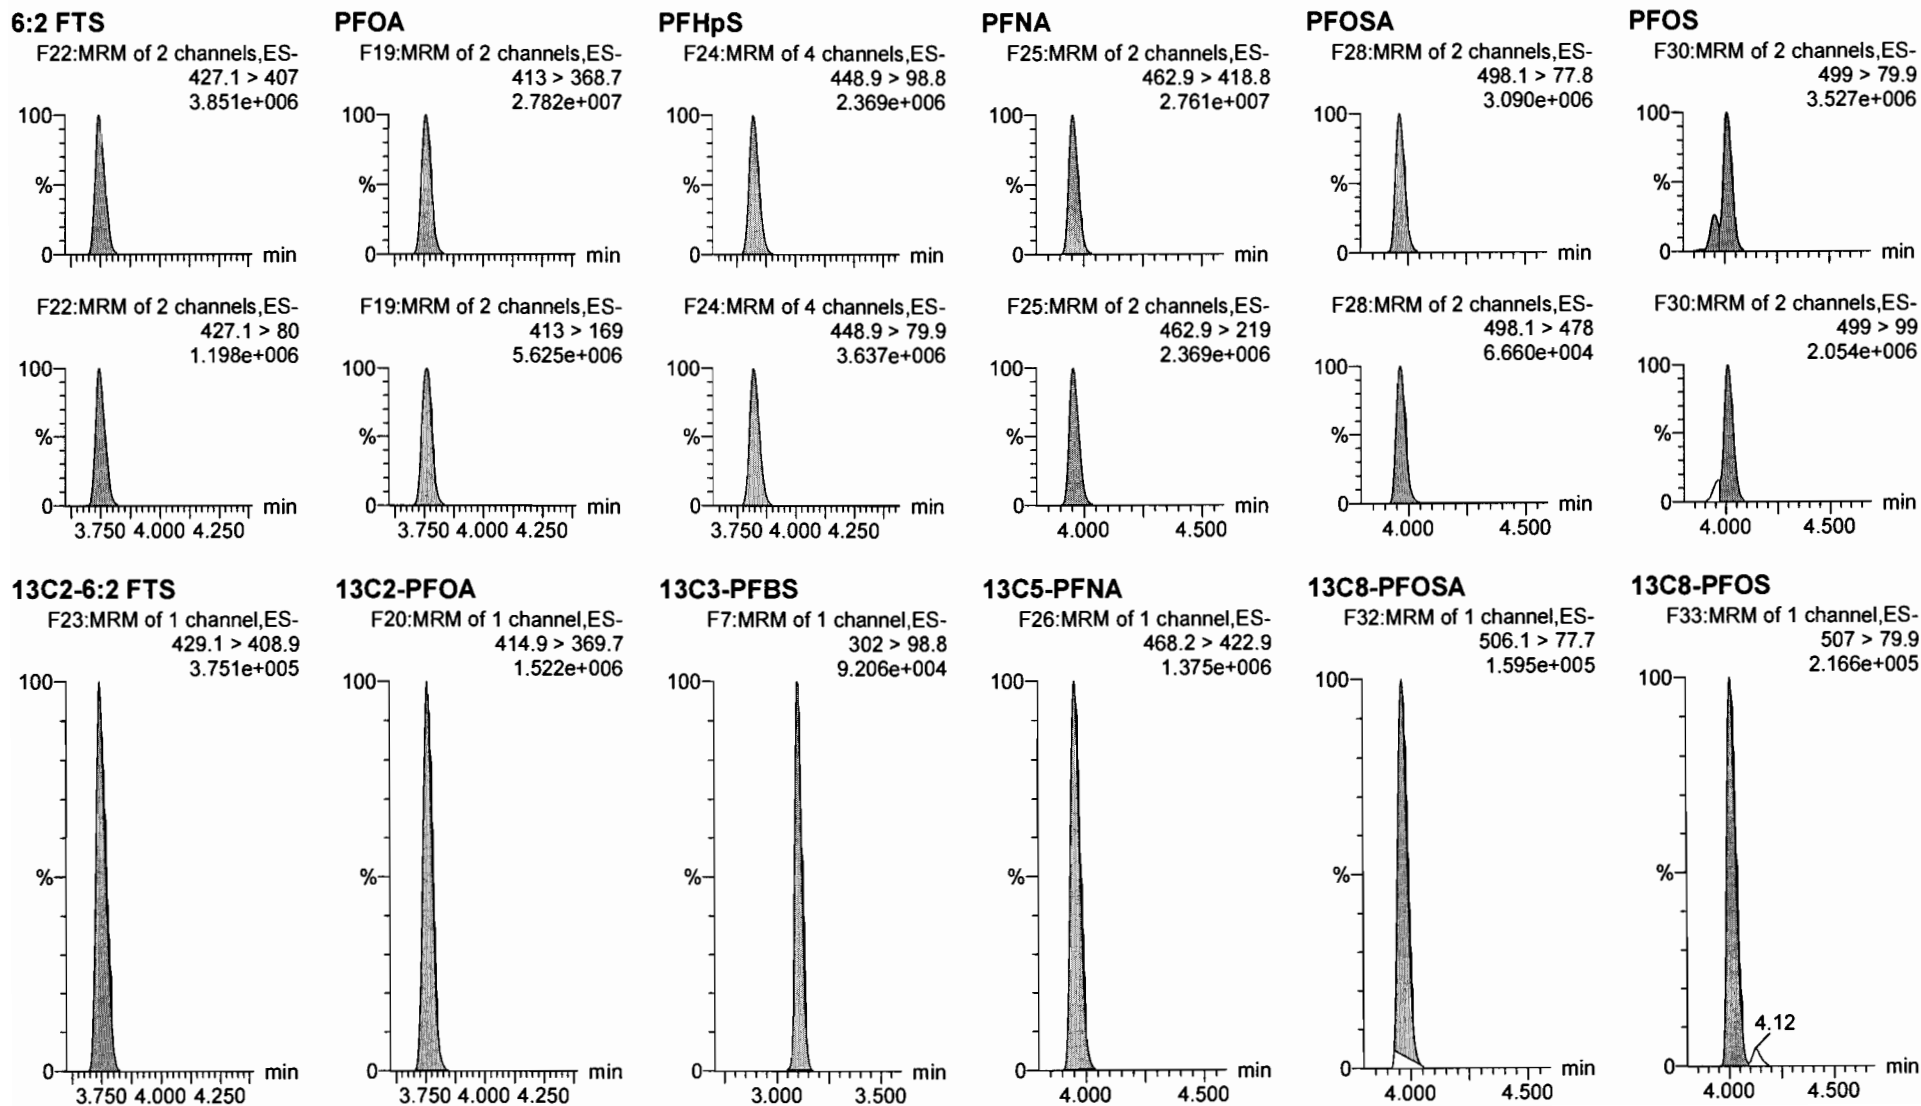 6:2 FTS
F22:MRM of 2 channels,ES-
427.1 > 407
3.851e+006
100
%
0
min
PFOA
F19:MRM of 2 channels,ES-
413 > 368.7
2.782e+007
100
%
0
min
PFHpS
F24:MRM of 4 channels,ES-
448.9 > 98.8
2.369e+006
100
%
0
min
PFNA
F25:MRM of 2 channels,ES-
462.9 > 418.8
2.761e+007
100
%
0
min
PFOSA
F28:MRM of 2 channels,ES-
498.1 > 77.8
3.090e+006
100
%
0
min
PFOS
F30:MRM of 2 channels,ES-
499 > 79.9
3.527e+006
100
%
0
min
F22:MRM of 2 channels,ES-
427.1 > 80
1.198e+006
100
%
0
min
3.750 4.000 4.250
F19:MRM of 2 channels,ES-
413 > 169
5.625e+006
100
%
0
min
3.750 4.000 4.250
F24:MRM of 4 channels,ES-
448.9 > 79.9
3.637e+006
100
%
0
min
3.750 4.000 4.250
F25:MRM of 2 channels,ES-
462.9 > 219
2.369e+006
100
%
0
min
4.000 4.500
F28:MRM of 2 channels,ES-
498.1 > 478
6.660e+004
100
%
0
min
4.000 4.500
F30:MRM of 2 channels,ES-
499 > 99
2.054e+006
100
%
0
min
4.000 4.500
13C2-6:2 FTS
F23:MRM of 1 channel,ES-
429.1 > 408.9
3.751e+005
100
%
0
min
3.750 4.000 4.250
13C2-PFOA
F20:MRM of 1 channel,ES-
414.9 > 369.7
1.522e+006
100
%
0
min
3.750 4.000 4.250
13C3-PFBS
F7:MRM of 1 channel,ES-
302 > 98.8
9.206e+004
100
%
0
min
3.000 3.500
13C5-PFNA
F26:MRM of 1 channel,ES-
468.2 > 422.9
1.375e+006
100
%
0
min
4.000 4.500
13C8-PFOSA
F32:MRM of 1 channel,ES-
506.1 > 77.7
1.595e+005
100
%
0
min
4.000 4.500
13C8-PFOS
F33:MRM of 1 channel,ES-
507 > 79.9
2.166e+005
100
%
4.12
0
min
4.000 4.500